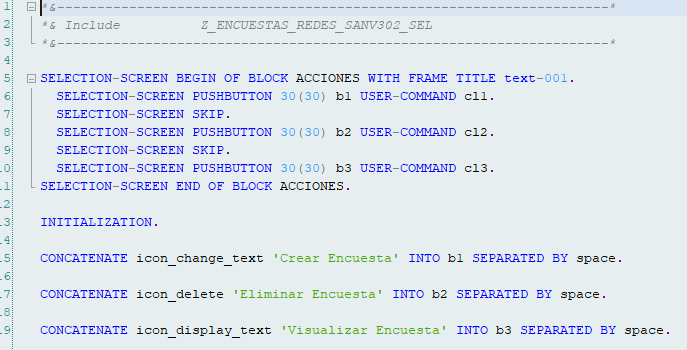 1 *&---------------------------------------------------------------------*
2 *& Include          Z_ENCUESTAS_REDES_SANV302_SEL
3 *&---------------------------------------------------------------------*
4
5 SELECTION-SCREEN BEGIN OF BLOCK ACCIONES WITH FRAME TITLE text-001.
6   SELECTION-SCREEN PUSHBUTTON 30(30) b1 USER-COMMAND cl1.
7   SELECTION-SCREEN SKIP.
8   SELECTION-SCREEN PUSHBUTTON 30(30) b2 USER-COMMAND cl2.
9   SELECTION-SCREEN SKIP.
10   SELECTION-SCREEN PUSHBUTTON 30(30) b3 USER-COMMAND cl3.
11 SELECTION-SCREEN END OF BLOCK ACCIONES.
12
13 INITIALIZATION.
14
15 CONCATENATE icon_change_text 'Crear Encuesta' INTO b1 SEPARATED BY space.
16
17 CONCATENATE icon_delete 'Eliminar Encuesta' INTO b2 SEPARATED BY space.
18
19 CONCATENATE icon_display_text 'Visualizar Encuesta' INTO b3 SEPARATED BY space.